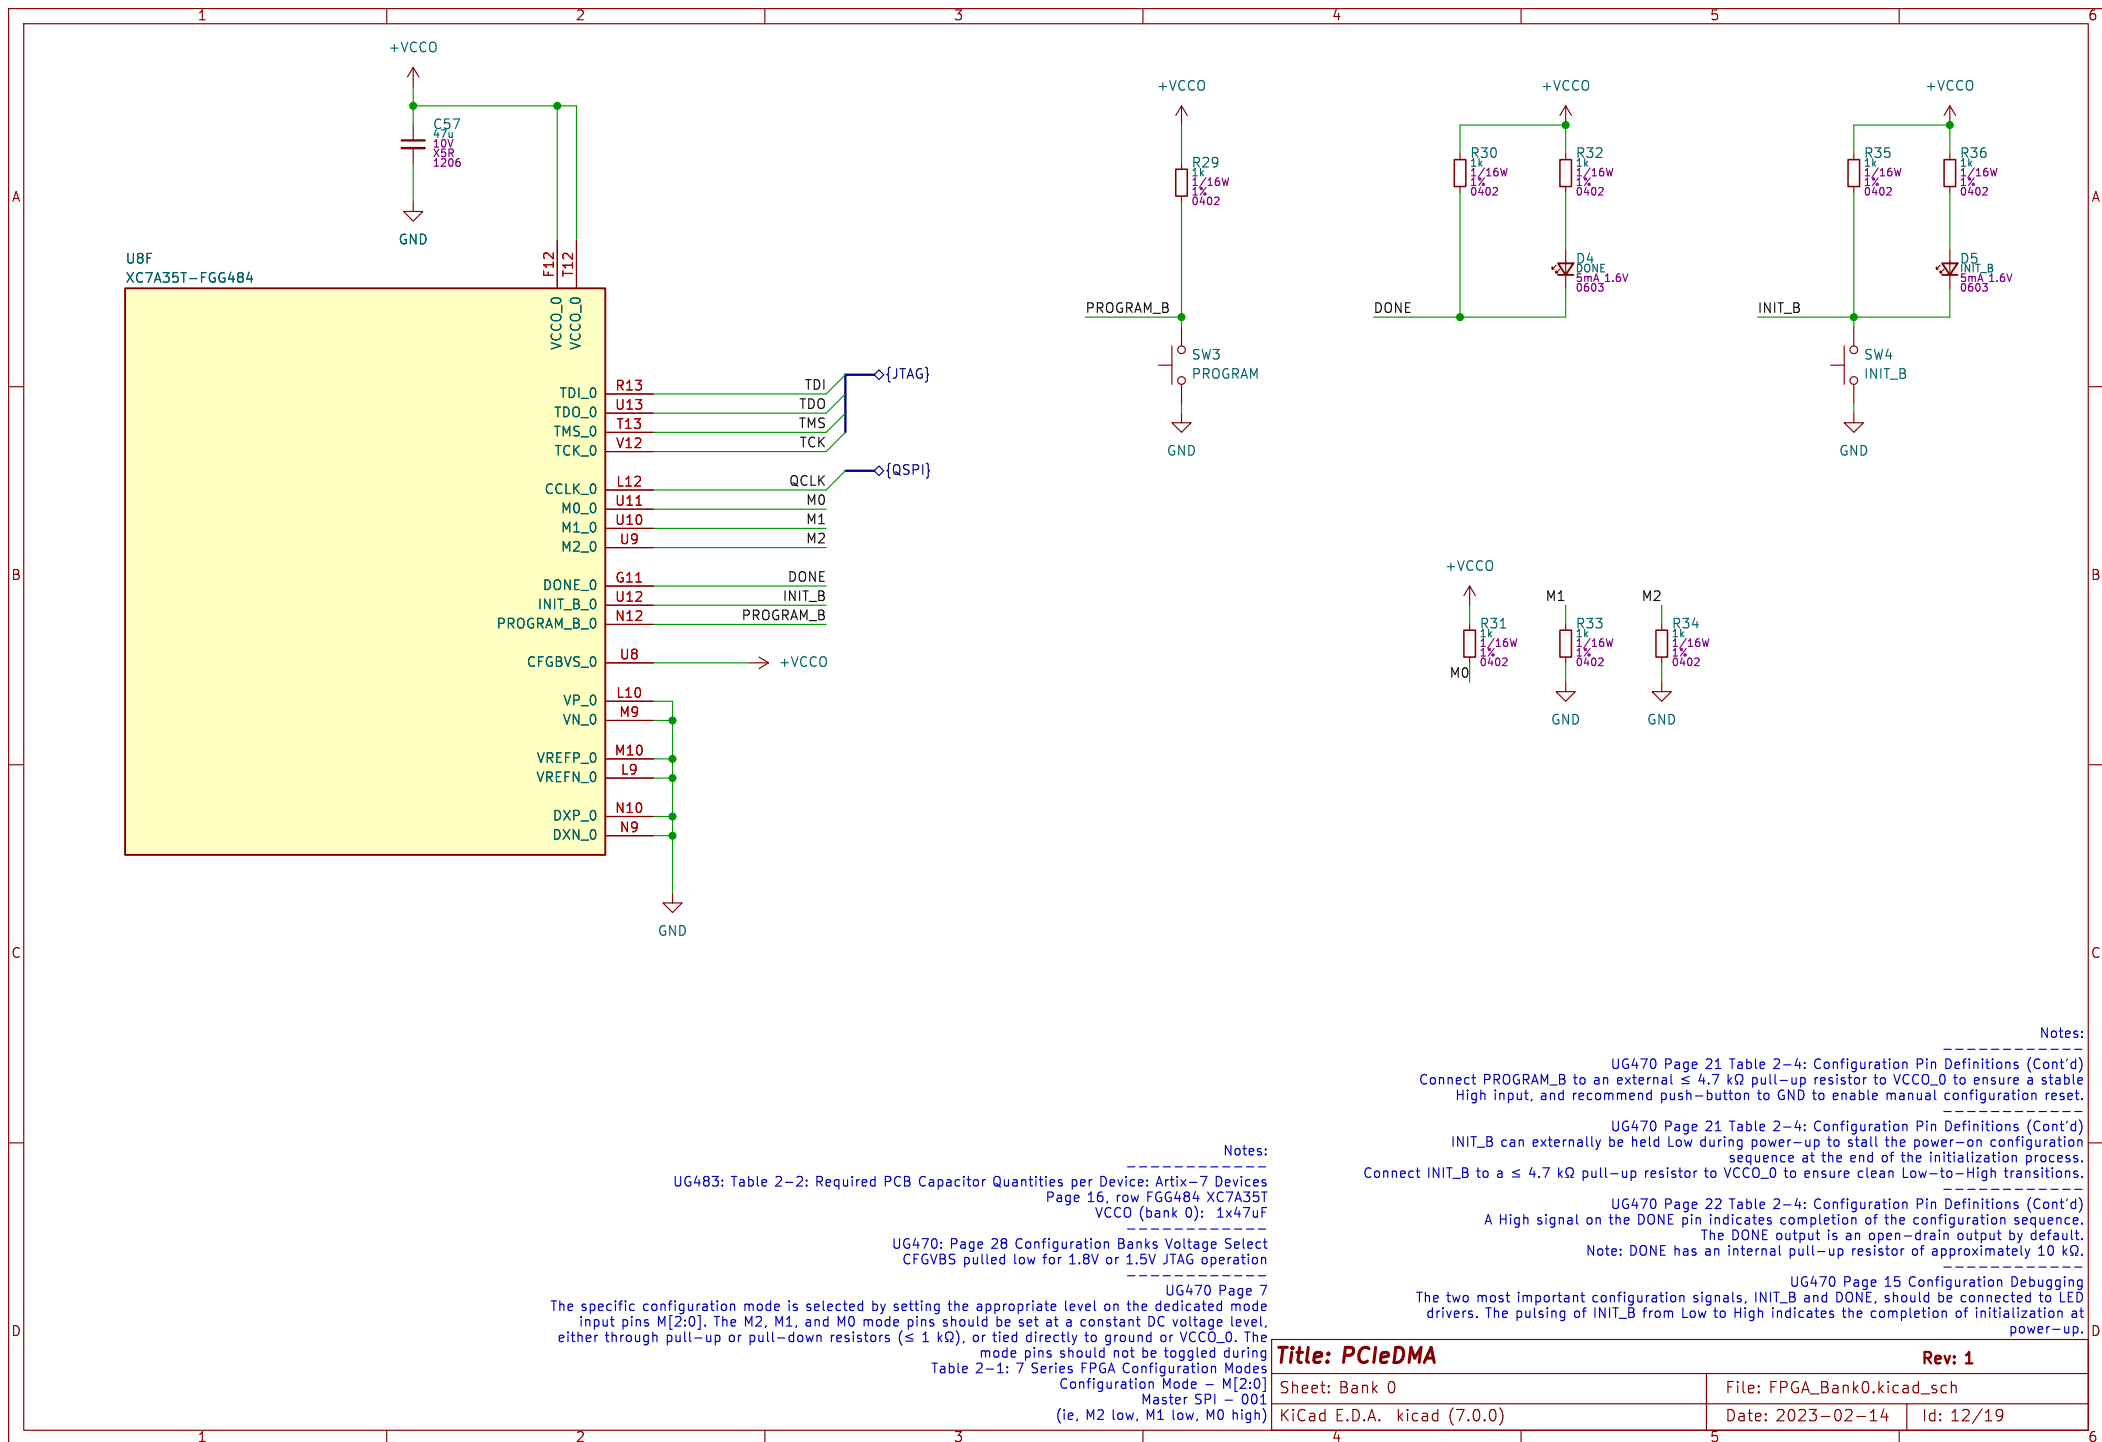 1 2 3 4 5 6
A
B
C
D
+VCCO
C57
47u
10V
X5R
1206
GND
U8F
XC7A35T-FGG484
F12
T12
VCCO_0
VCCO_0
TDI_0 R13 TDI
TDO_0 U13 TDO
TMS_0 T13 TMS
TCK_0 V12 TCK
{JTAG}
CCLK_0 L12 QCLK
{QSPI}
M0_0 U11 M0
M1_0 U10 M1
M2_0 U9 M2
DONE_0 G11 DONE
INIT_B_0 U12 INIT_B
PROGRAM_B_0 N12 PROGRAM_B
CFGBVS_0 U8 +VCCO
VP_0 L10
VN_0 M9
VREFP_0 M10
VREFN_0 L9
DXP_0 N10
DXN_0 N9
GND
+VCCO
R29
1k
1/16W
1%
0402
PROGRAM_B
SW3
PROGRAM
GND
+VCCO
R30
1k
1/16W
1%
0402
R32
1k
1/16W
1%
0402
D4
DONE
5mA 1.6V
0603
DONE
+VCCO
R35
1k
1/16W
1%
0402
R36
1k
1/16W
1%
0402
D5
INIT_B
5mA 1.6V
0603
INIT_B
SW4
INIT_B
GND
+VCCO
R31
1k
1/16W
1%
0402
M0
M1
R33
1k
1/16W
1%
0402
GND
M2
R34
1k
1/16W
1%
0402
GND
Notes:
------------
UG483: Table 2-2: Required PCB Capacitor Quantities per Device: Artix-7 Devices
Page 16, row FGG484 XC7A35T
VCCO (bank 0):  1x47uF
------------
UG470: Page 28 Configuration Banks Voltage Select
CFGVBS pulled low for 1.8V or 1.5V JTAG operation
------------
UG470 Page 7
The specific configuration mode is selected by setting the appropriate level on the dedicated mode
input pins M[2:0]. The M2, M1, and M0 mode pins should be set at a constant DC voltage level,
either through pull-up or pull-down resistors (≤ 1 kΩ), or tied directly to ground or VCCO_0. The
mode pins should not be toggled during
Table 2-1: 7 Series FPGA Configuration Modes
Configuration Mode - M[2:0]
Master SPI - 001
(ie, M2 low, M1 low, M0 high)
Notes:
------------
UG470 Page 21 Table 2-4: Configuration Pin Definitions (Cont'd)
Connect PROGRAM_B to an external ≤ 4.7 kΩ pull-up resistor to VCCO_0 to ensure a stable
High input, and recommend push-button to GND to enable manual configuration reset.
------------
UG470 Page 21 Table 2-4: Configuration Pin Definitions (Cont'd)
INIT_B can externally be held Low during power-up to stall the power-on configuration
sequence at the end of the initialization process.
Connect INIT_B to a ≤ 4.7 kΩ pull-up resistor to VCCO_0 to ensure clean Low-to-High transitions.
------------
UG470 Page 22 Table 2-4: Configuration Pin Definitions (Cont'd)
A High signal on the DONE pin indicates completion of the configuration sequence.
The DONE output is an open-drain output by default.
Note: DONE has an internal pull-up resistor of approximately 10 kΩ.
------------
UG470 Page 15 Configuration Debugging
The two most important configuration signals, INIT_B and DONE, should be connected to LED
drivers. The pulsing of INIT_B from Low to High indicates the completion of initialization at
power-up.
Title: PCIeDMA Rev: 1
Sheet: Bank 0 File: FPGA_Bank0.kicad_sch
KiCad E.D.A.  kicad (7.0.0) Date: 2023-02-14 Id: 12/19
A
B
C
D
1 2 3 4 5 6